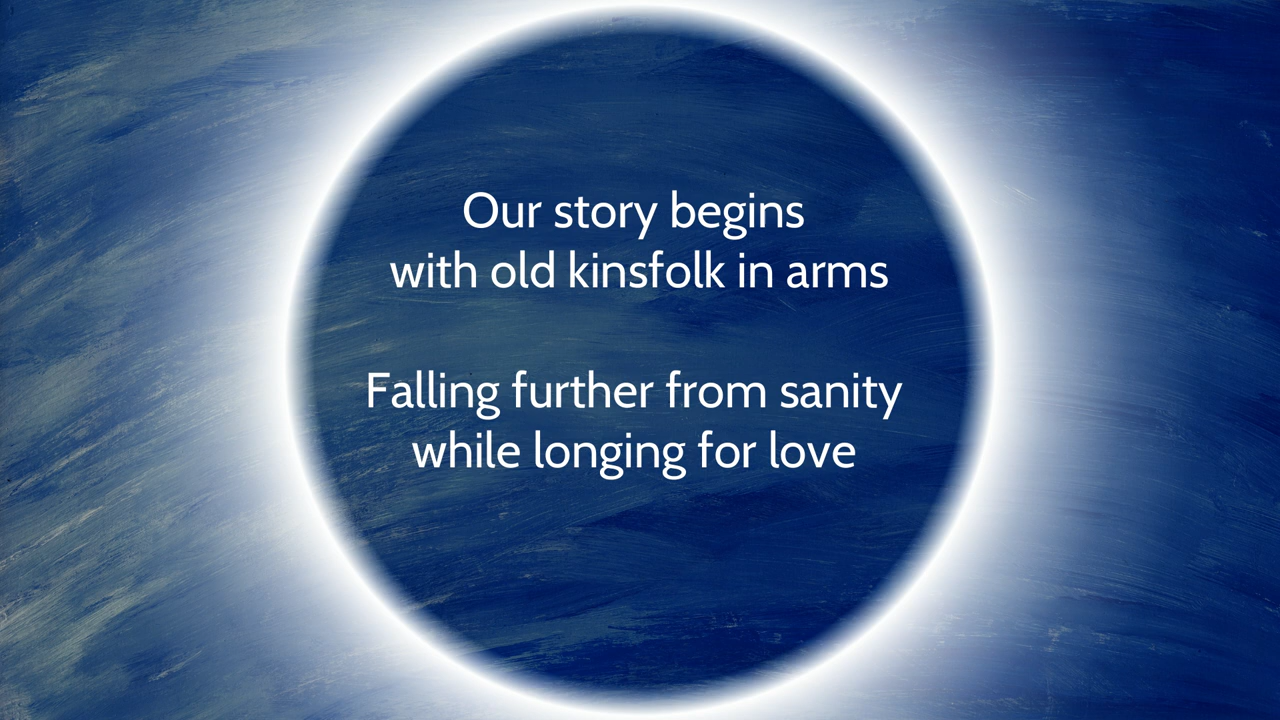 Our story begins
with old kinsfolk in arms
Falling further from sanity
while longing for love